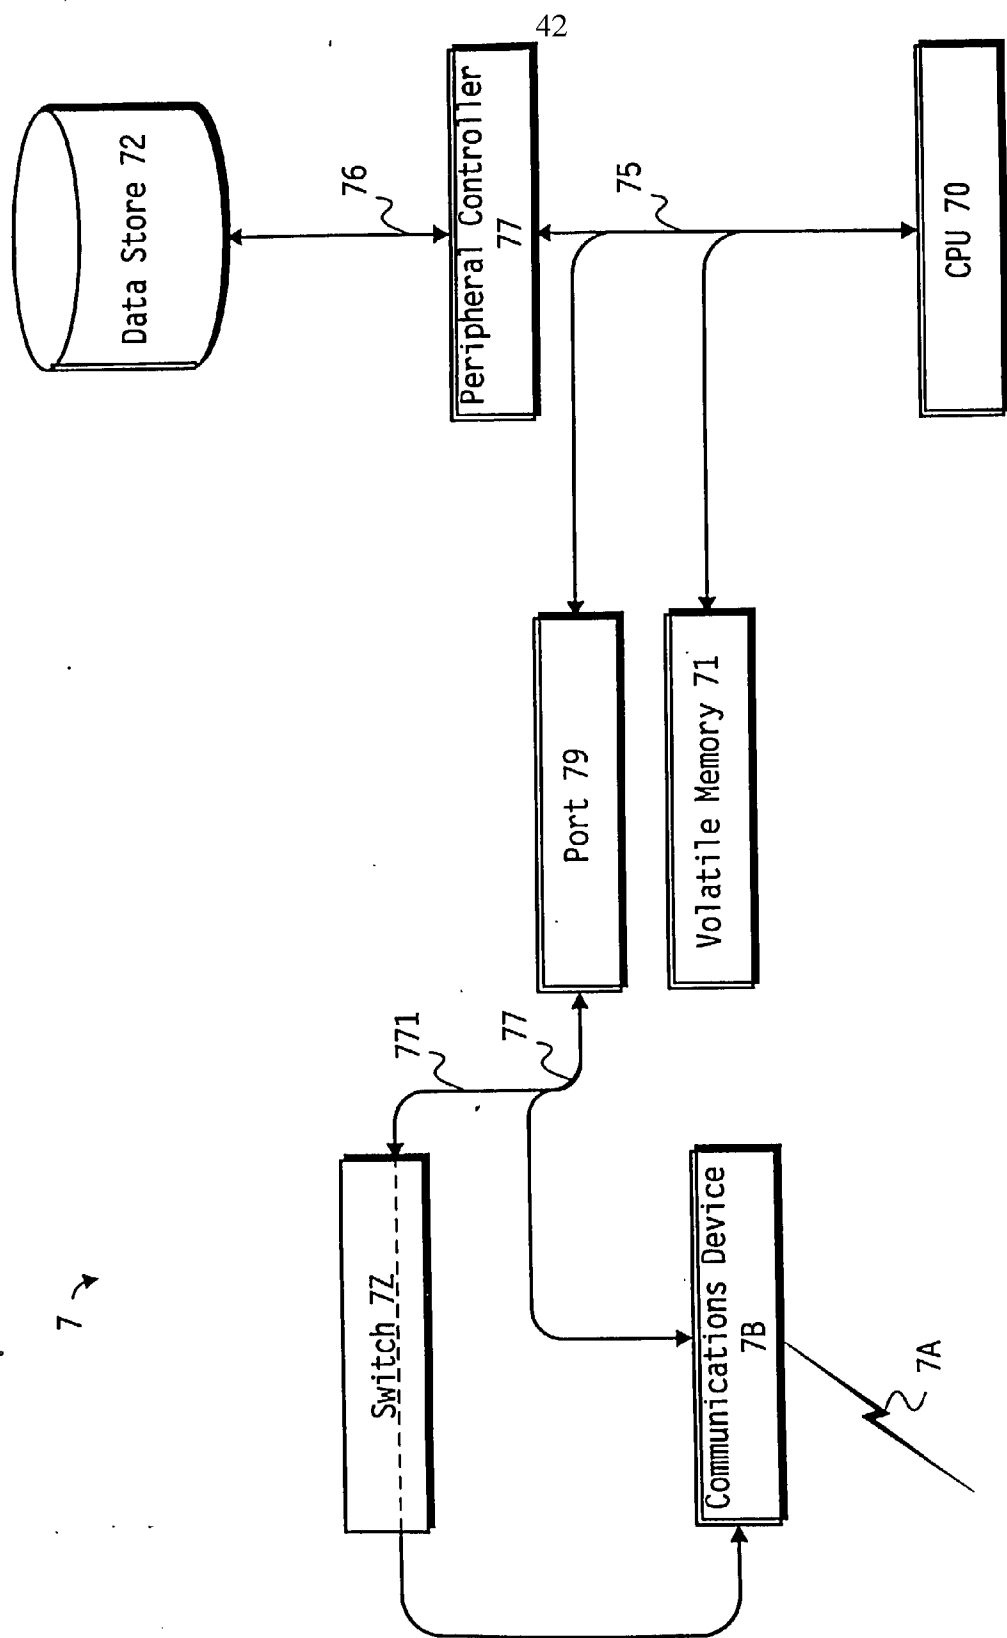 42
7
Switch 7Z
771
77
Communications Device
7B
7A
Port 79
Volatile Memory 71
Data Store 72
76
Peripheral Controller
77
75
CPU 70